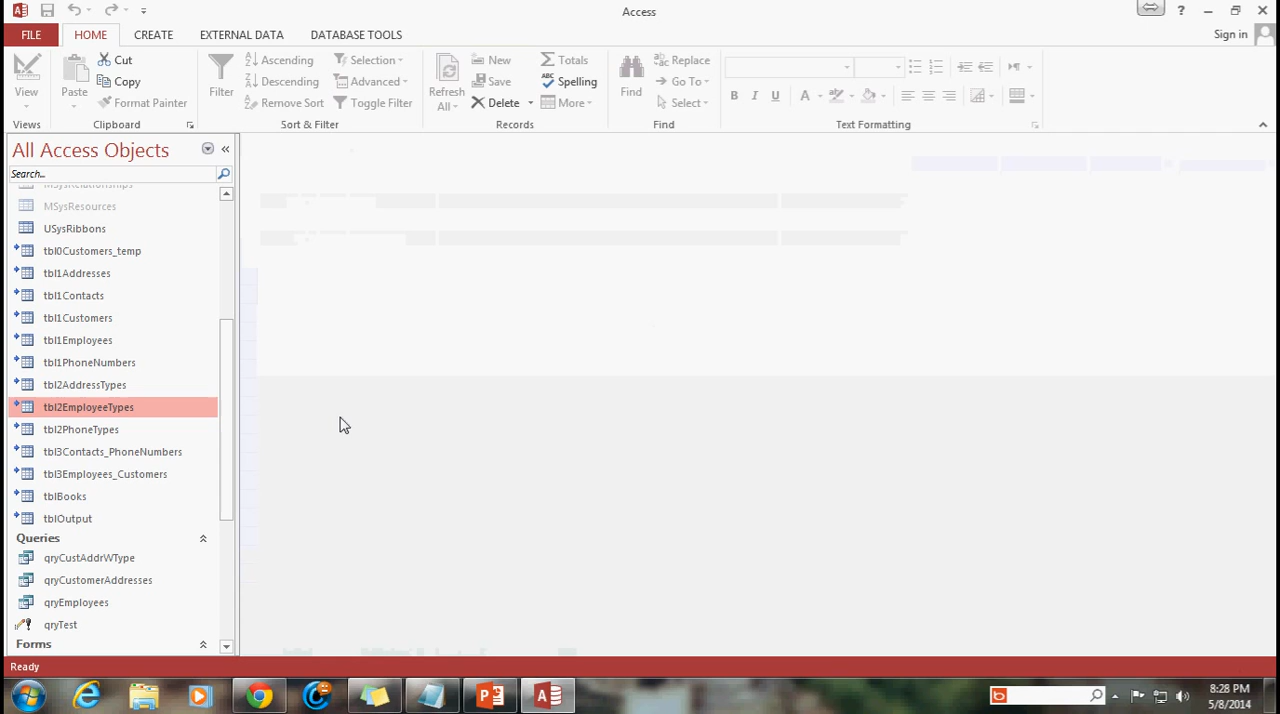 Access
?
FILE HOME CREATE EXTERNAL DATA DATABASE TOOLS Sign in
View
Views
Paste
Cut
Copy
Format Painter
Clipboard
Filter
Ascending
Descending
Remove Sort
Selection
Advanced
Toggle Filter
Sort & Filter
Refresh
All
New
Save
Delete
Totals
Spelling
More
Records
Find
Replace
Go To
Select
Find
B I U A
Text Formatting
All Access Objects
Search...
MSysRelationships
MSysResources
USysRibbons
tbl0Customers_temp
tbl1Addresses
tbl1Contacts
tbl1Customers
tbl1Employees
tbl1PhoneNumbers
tbl2AddressTypes
tbl2EmployeeTypes
tbl2PhoneTypes
tbl3Contacts_PhoneNumbers
tbl3Employees_Customers
tblBooks
tblOutput
Queries
qryCustAddrWType
qryCustomerAddresses
qryEmployees
qryTest
Forms
Ready
8:28 PM
5/8/2014